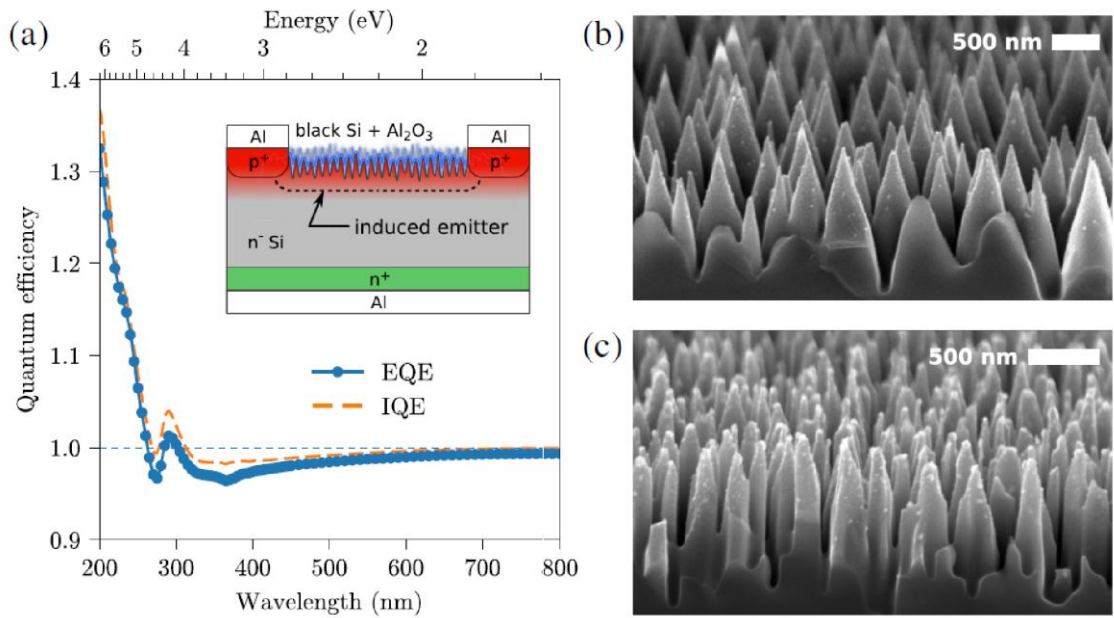 (a)
Energy (eV)
6 5 4 3 2
1.4
1.3
1.2
1.1
1.0
0.9
Quantum efficiency
black Si + Al₂O₃
Al Al
p⁺ p⁺
induced emitter
n⁻ Si
n⁺
Al
EQE
IQE
200 300 400 500 600 700 800
Wavelength (nm)
(b)
500 nm
(c)
500 nm